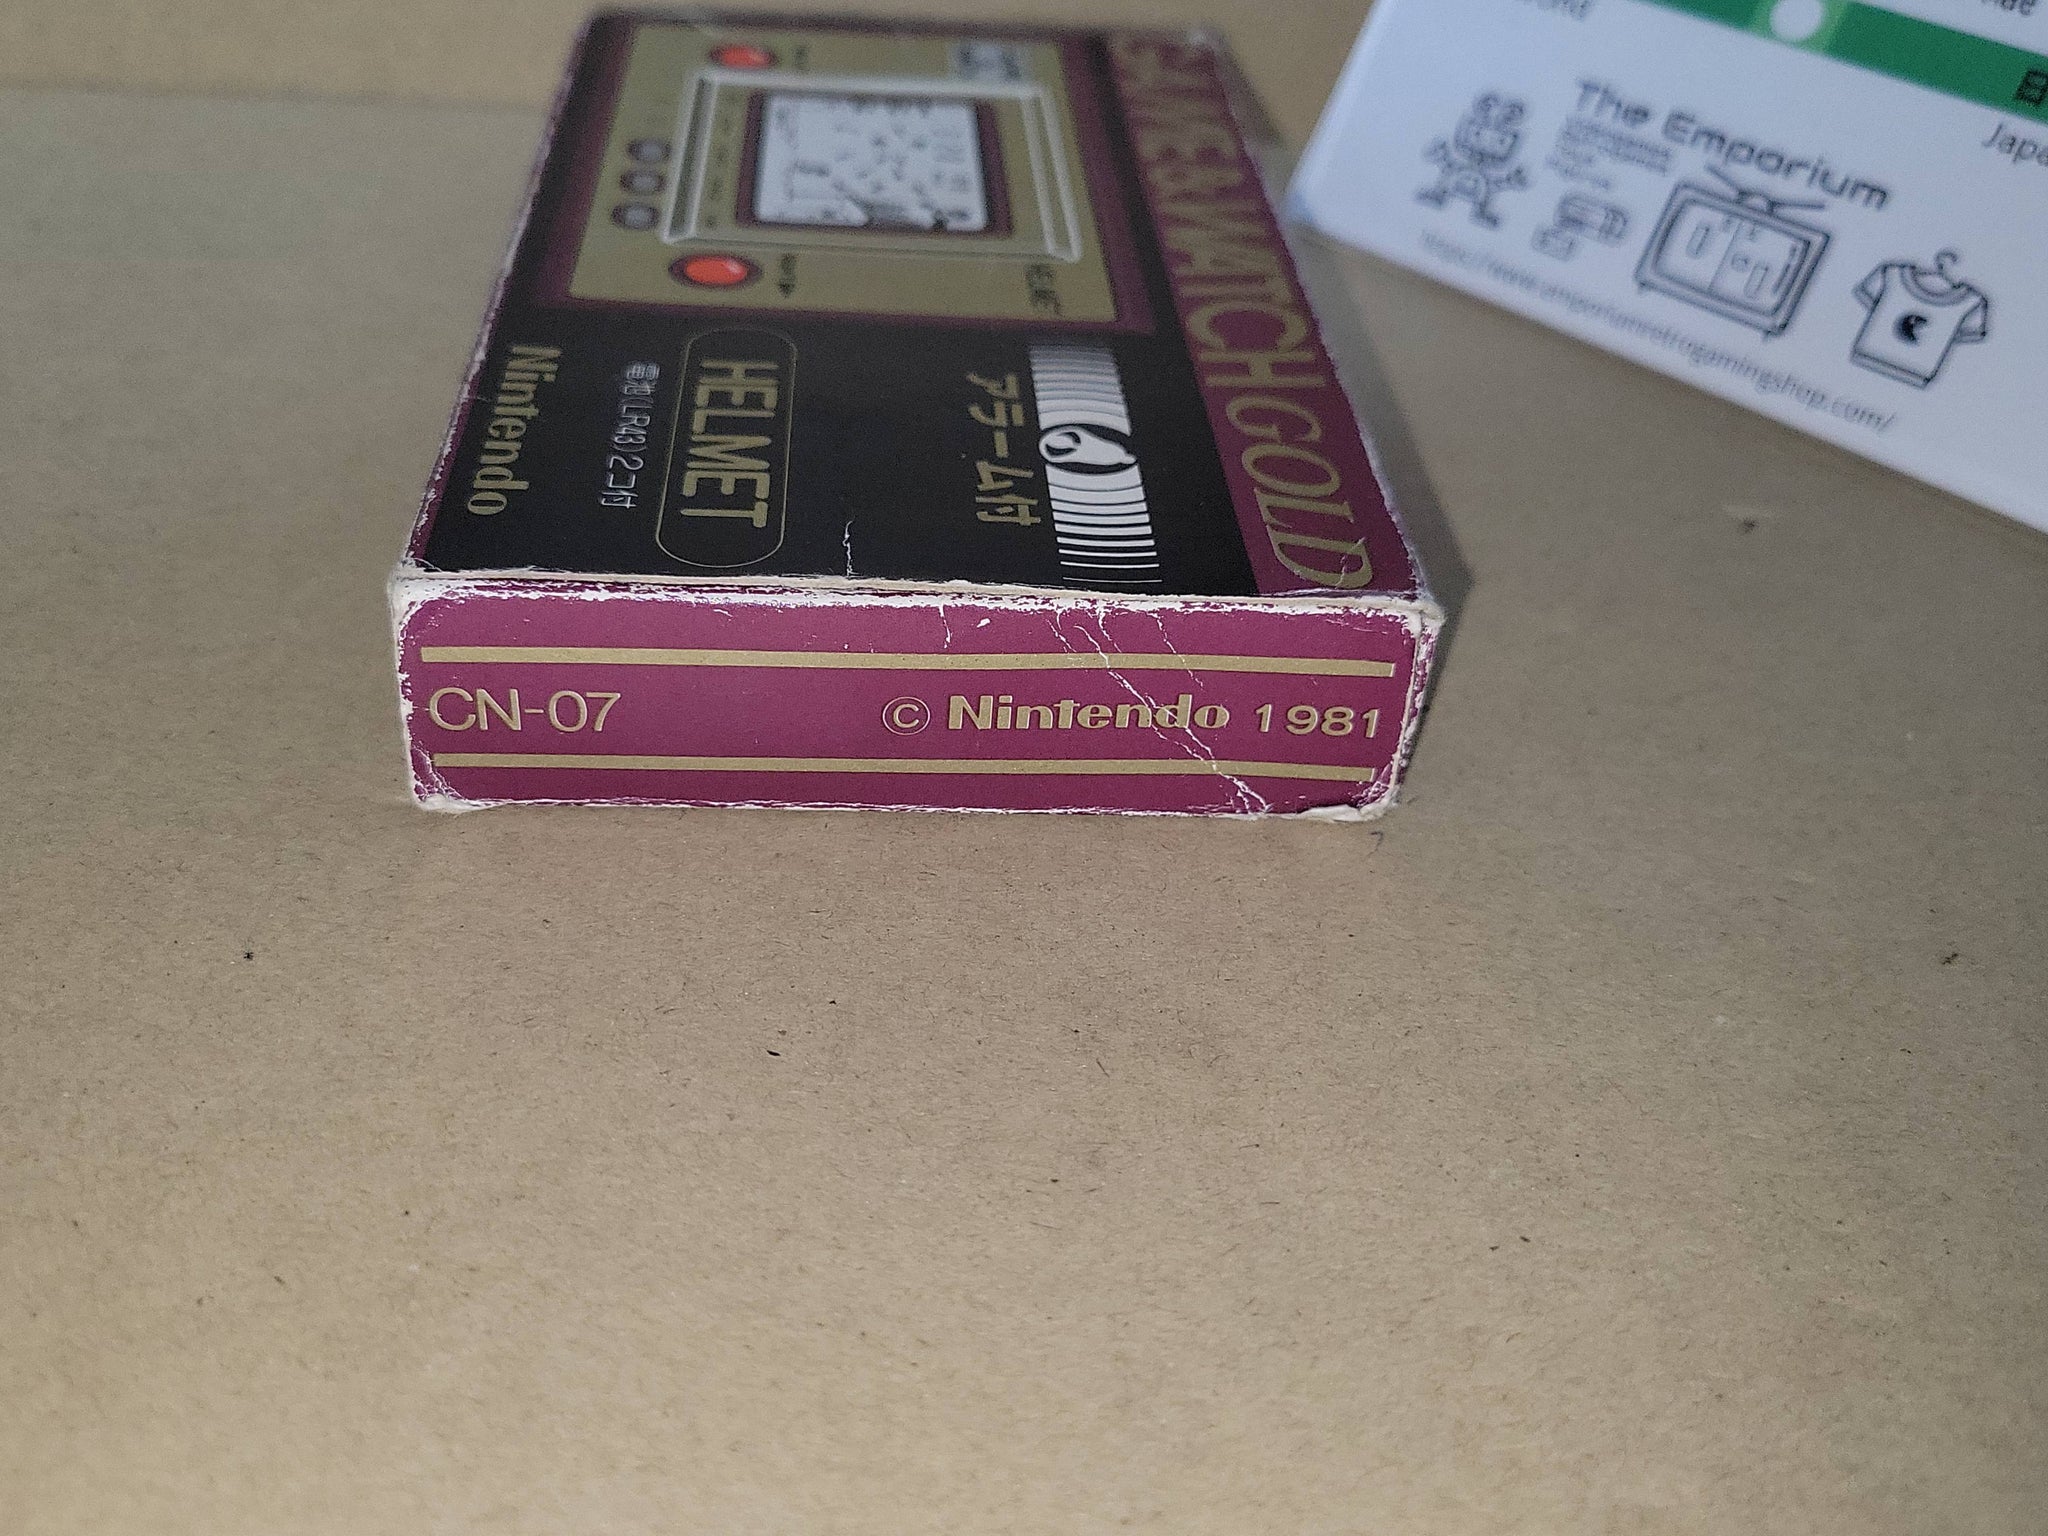 GAME & WATCH GOLD
アラーム付
HELMET
電池(LR43)2コ付
Nintendo
HELMET
CN-07
© Nintendo 1981
The Emporium
https://www.emporiumretrogamingshop.com/